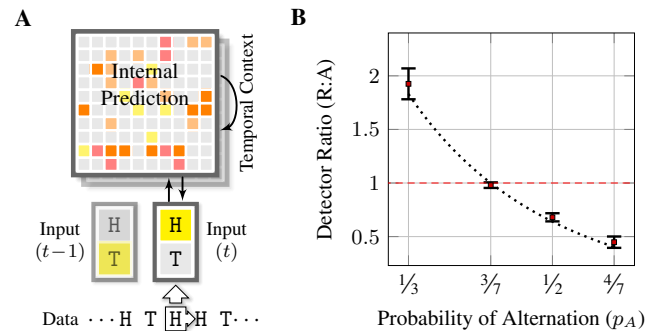 A
Internal
Prediction
Temporal Context
Input
(t−1)
H
T
H
T
Input
(t)
Data ··· H T H H T ···
B
Detector Ratio (R:A)
2
1.5
1
0.5
1/3 3/7 1/2 4/7
Probability of Alternation (p_A)